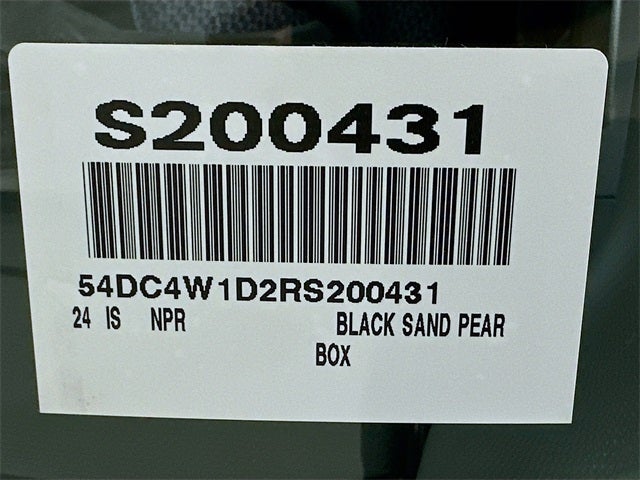 S200431
54DC4W1D2RS200431
24 IS NPR BLACK SAND PEAR
BOX